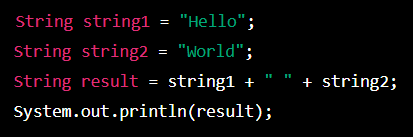 String string1 = "Hello";
String string2 = "World";
String result = string1 + " " + string2;
System.out.println(result);